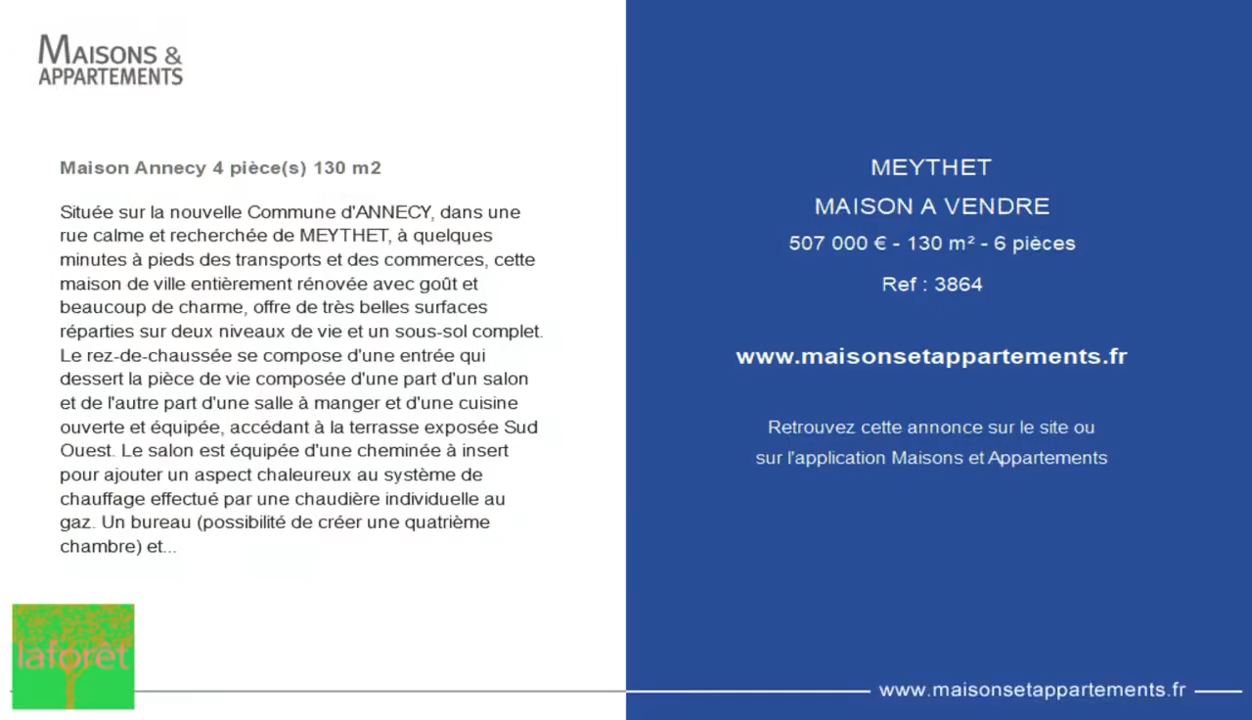 MAISONS &
APPARTEMENTS
Maison Annecy 4 pièce(s) 130 m2
Située sur la nouvelle Commune d'ANNECY, dans une
rue calme et recherchée de MEYTHET, à quelques
minutes à pieds des transports et des commerces, cette
maison de ville entièrement rénovée avec goût et
beaucoup de charme, offre de très belles surfaces
réparties sur deux niveaux de vie et un sous-sol complet.
Le rez-de-chaussée se compose d'une entrée qui
dessert la pièce de vie composée d'une part d'un salon
et de l'autre part d'une salle à manger et d'une cuisine
ouverte et équipée, accédant à la terrasse exposée Sud
Ouest. Le salon est équipée d'une cheminée à insert
pour ajouter un aspect chaleureux au système de
chauffage effectué par une chaudière individuelle au
gaz. Un bureau (possibilité de créer une quatrième
chambre) et...
laforêt
MEYTHET
MAISON A VENDRE
507 000 € - 130 m² - 6 pièces
Ref : 3864
www.maisonsetappartements.fr
Retrouvez cette annonce sur le site ou
sur l'application Maisons et Appartements
www.maisonsetappartements.fr